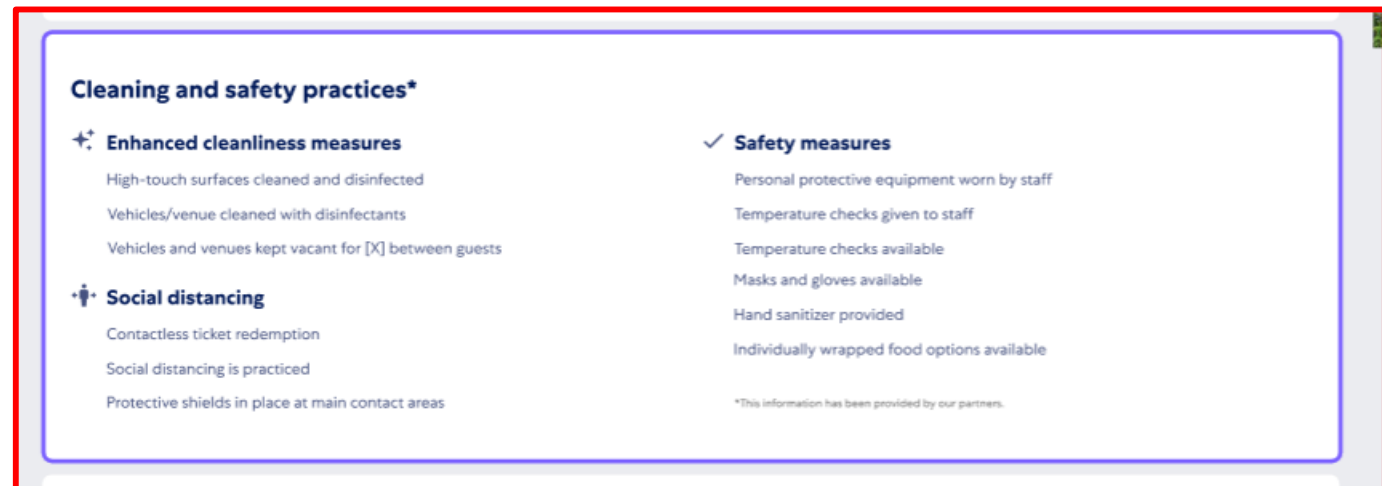 Cleaning and safety practices*
Enhanced cleanliness measures
High-touch surfaces cleaned and disinfected
Vehicles/venue cleaned with disinfectants
Vehicles and venues kept vacant for [X] between guests
Social distancing
Contactless ticket redemption
Social distancing is practiced
Protective shields in place at main contact areas
Safety measures
Personal protective equipment worn by staff
Temperature checks given to staff
Temperature checks available
Masks and gloves available
Hand sanitizer provided
Individually wrapped food options available
*This information has been provided by our partners.